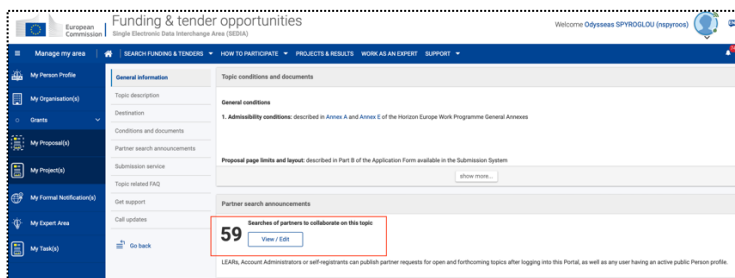 European Commission
Funding & tender opportunities
Single Electronic Data Interchange Area (SEDIA)
Welcome Odysseas SPYROGLOU (nspyroos)
Manage my area
SEARCH FUNDING & TENDERS
HOW TO PARTICIPATE
PROJECTS & RESULTS
WORK AS AN EXPERT
SUPPORT
My Person Profile
My Organisation(s)
Grants
My Proposal(s)
My Project(s)
My Formal Notification(s)
My Expert Area
My Task(s)
General information
Topic description
Destination
Conditions and documents
Partner search announcements
Submission service
Topic related FAQ
Get support
Call updates
Go back
Topic conditions and documents
General conditions
1. Admissibility conditions: described in Annex A and Annex E of the Horizon Europe Work Programme General Annexes
Proposal page limits and layout: described in Part B of the Application Form available in the Submission System
show more...
Partner search announcements
59 Searches of partners to collaborate on this topic
View / Edit
LEARs, Account Administrators or self-registrants can publish partner requests for open and forthcoming topics after logging into this Portal, as well as any user having an active public Person profile.